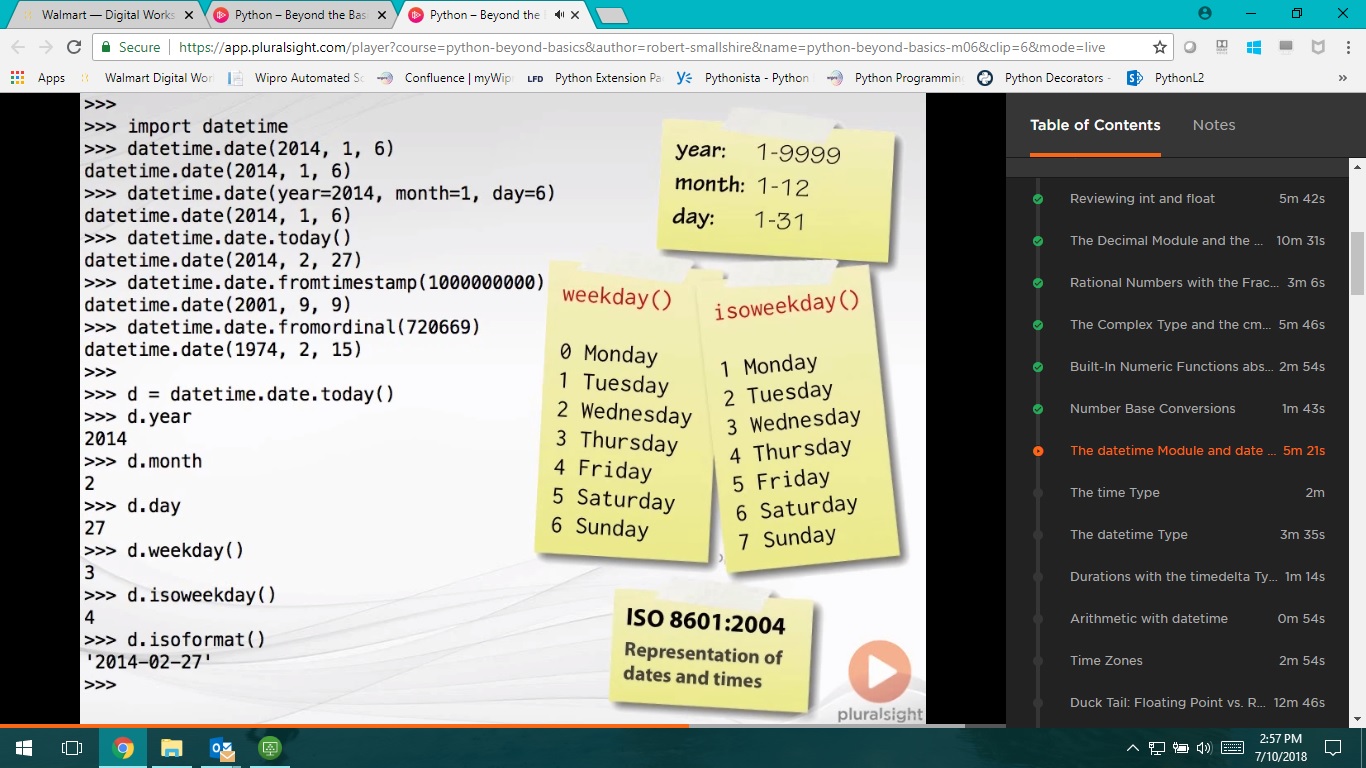 Walmart — Digital Works
Python – Beyond the Bas
Python – Beyond the
Secure
https://app.pluralsight.com/player?course=python-beyond-basics&author=robert-smallshire&name=python-beyond-basics-m06&clip=6&mode=live
Apps
Walmart Digital Wor
Wipro Automated Sc
Confluence | myWip
LFD
Python Extension Pa
Pythonista - Python
Python Programmin
Python Decorators -
PythonL2
»
>>>
>>> import datetime
>>> datetime.date(2014, 1, 6)
datetime.date(2014, 1, 6)
>>> datetime.date(year=2014, month=1, day=6)
datetime.date(2014, 1, 6)
>>> datetime.date.today()
datetime.date(2014, 2, 27)
>>> datetime.date.fromtimestamp(1000000000)
datetime.date(2001, 9, 9)
>>> datetime.date.fromordinal(720669)
datetime.date(1974, 2, 15)
>>>
>>> d = datetime.date.today()
>>> d.year
2014
>>> d.month
2
>>> d.day
27
>>> d.weekday()
3
>>> d.isoweekday()
4
>>> d.isoformat()
'2014-02-27'
>>>
year: 1-9999
month: 1-12
day: 1-31
weekday()
0 Monday
1 Tuesday
2 Wednesday
3 Thursday
4 Friday
5 Saturday
6 Sunday
isoweekday()
1 Monday
2 Tuesday
3 Wednesday
4 Thursday
5 Friday
6 Saturday
7 Sunday
ISO 8601:2004
Representation of
dates and times
pluralsight
Table of Contents
Notes
Reviewing int and float 5m 42s
The Decimal Module and the ... 10m 31s
Rational Numbers with the Frac... 3m 6s
The Complex Type and the cm... 5m 46s
Built-In Numeric Functions abs... 2m 54s
Number Base Conversions 1m 43s
The datetime Module and date ... 5m 21s
The time Type 2m
The datetime Type 3m 35s
Durations with the timedelta Ty... 1m 14s
Arithmetic with datetime 0m 54s
Time Zones 2m 54s
Duck Tail: Floating Point vs. R... 12m 46s
2:57 PM
7/10/2018